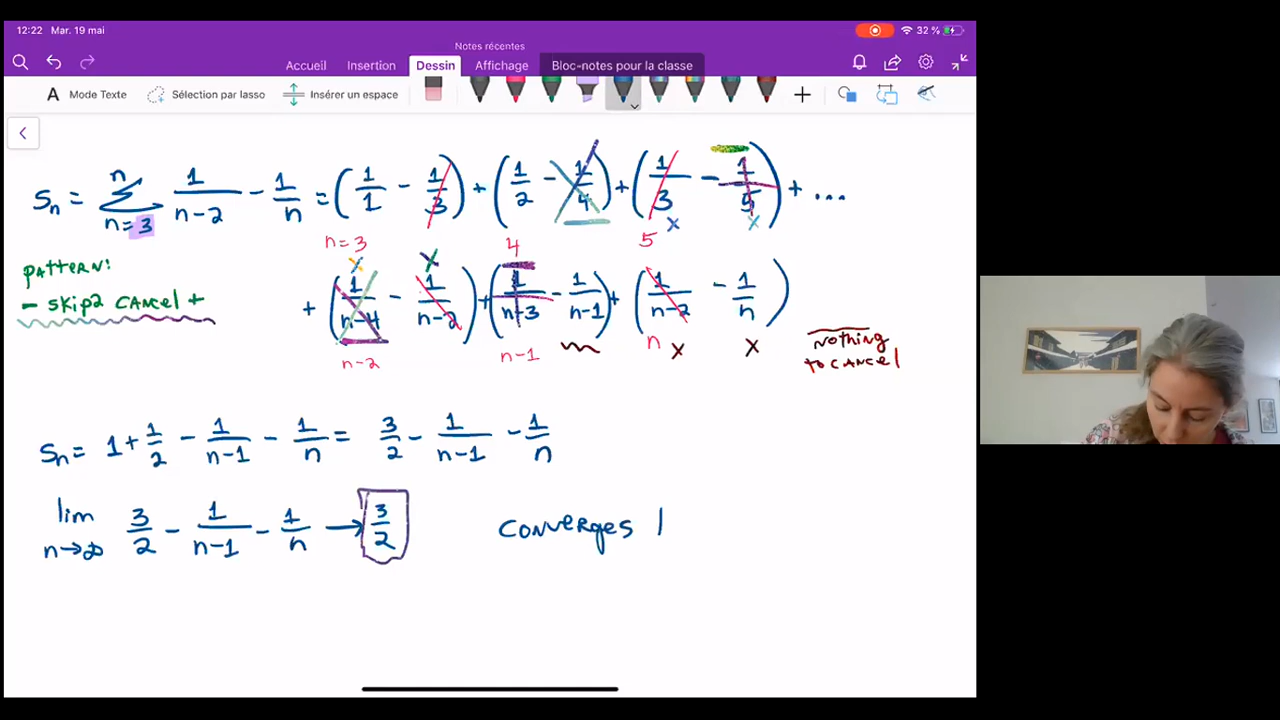 12:22 Mar. 19 mai
32 %
Notes récentes
Accueil Insertion Dessin Affichage Bloc-notes pour la classe
A Mode Texte Sélection par lasso Insérer un espace
Sₙ = Σ n n=3 1/(n-2) - 1/n = (1/1 - 1/3) + (1/2 - 1/4) + (1/3 - 1/5) + ...
n=3 4 5 x x
pattern:
- skip2 cancel +
x x
+ (1/(n-4) - 1/(n-2)) + (1/(n-3) - 1/(n-1)) + (1/(n-2) - 1/n)
n-2 n-1 n x x
nothing
to cancel
Sₙ = 1 + 1/2 - 1/(n-1) - 1/n = 3/2 - 1/(n-1) - 1/n
lim n→∞ 3/2 - 1/(n-1) - 1/n → 3/2 converges